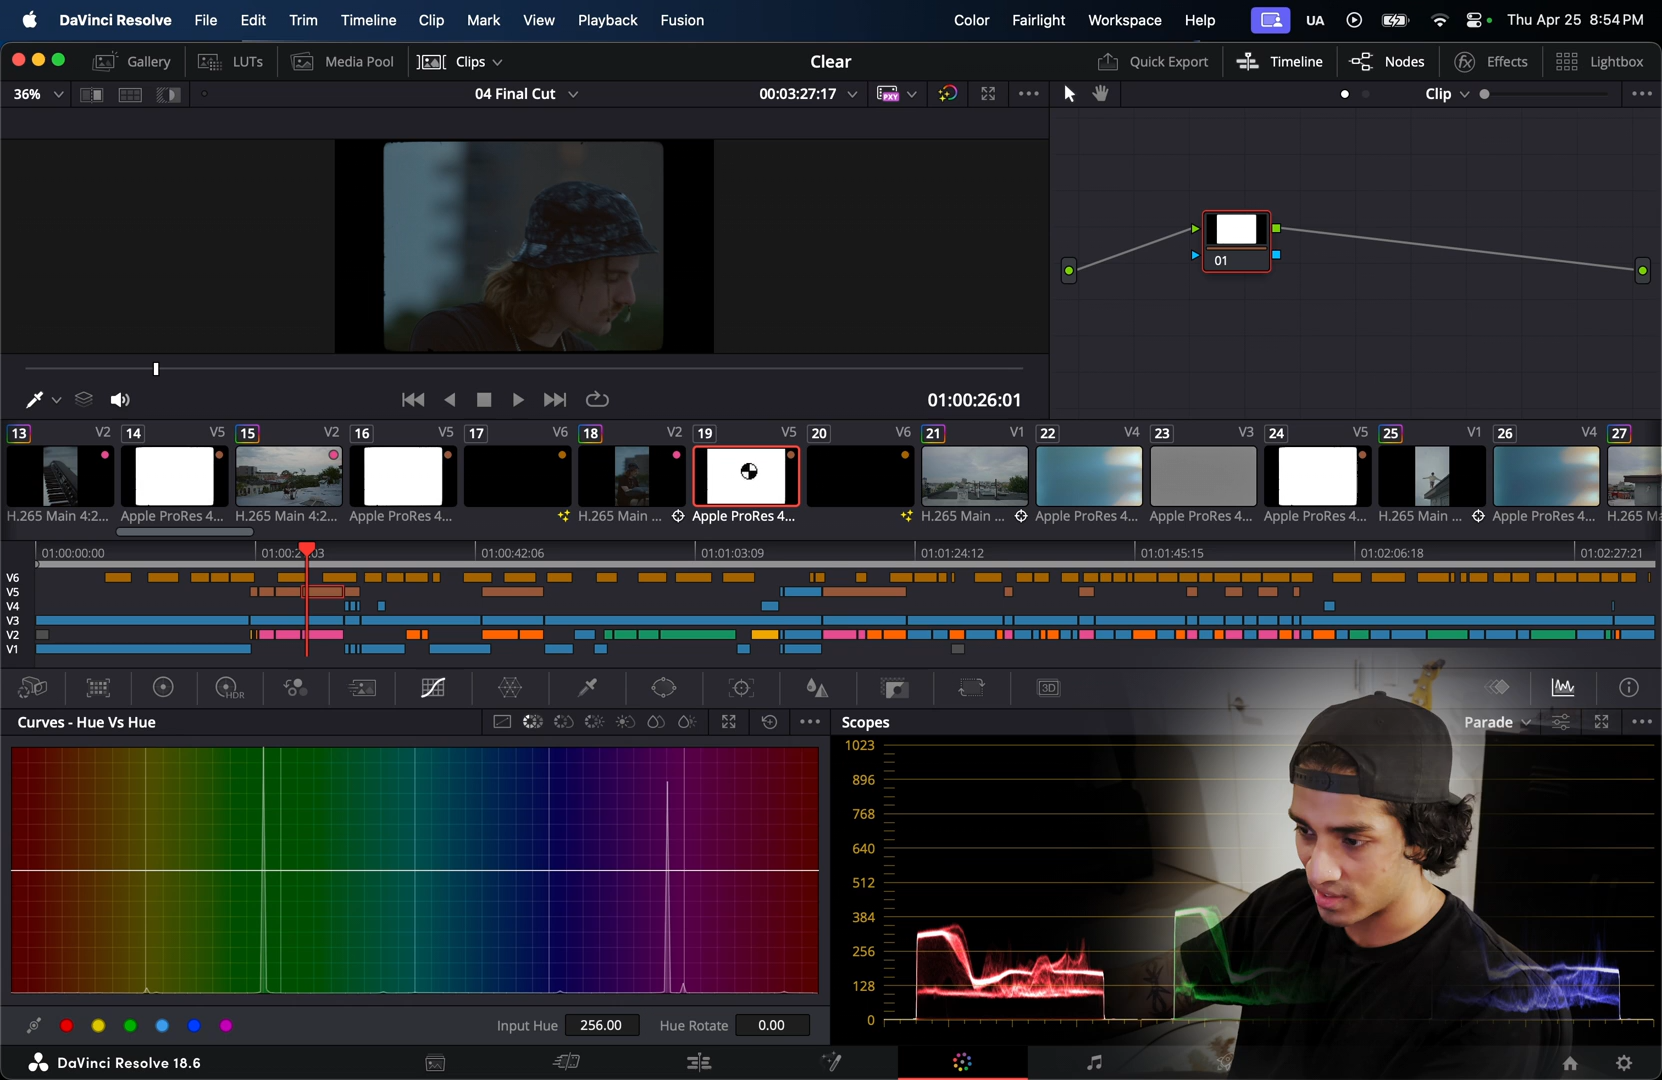 DaVinci Resolve File Edit Trim Timeline Clip Mark View Playback Fusion Color Fairlight Workspace Help UA Thu Apr 25 8:54 PM
Gallery LUTs Media Pool Clips Clear Quick Export Timeline Nodes fx Effects Lightbox
36% 04 Final Cut 00:03:27:17 PXY Clip
01
01:00:26:01
13 V2 14 V5 15 V2 16 V5 17 V6 18 V2 19 V5 20 V6 21 V1 22 V4 23 V3 24 V5 25 V1 26 V4 27
H.265 Main 4:2... Apple ProRes 4... H.265 Main 4:2... Apple ProRes 4... H.265 Main ... Apple ProRes 4... H.265 Main ... Apple ProRes 4... Apple ProRes 4... Apple ProRes 4... H.265 Main ... Apple ProRes 4... H.265 M
01:00:00:00 01:00:2 :03 01:00:42:06 01:01:03:09 01:01:24:12 01:01:45:15 01:02:06:18 01:02:27:21
V6
V5
V4
V3
V2
V1
HDR 3D
Curves - Hue Vs Hue Scopes Parade
1023
896
768
640
512
384
256
128
0
Input Hue 256.00 Hue Rotate 0.00
DaVinci Resolve 18.6